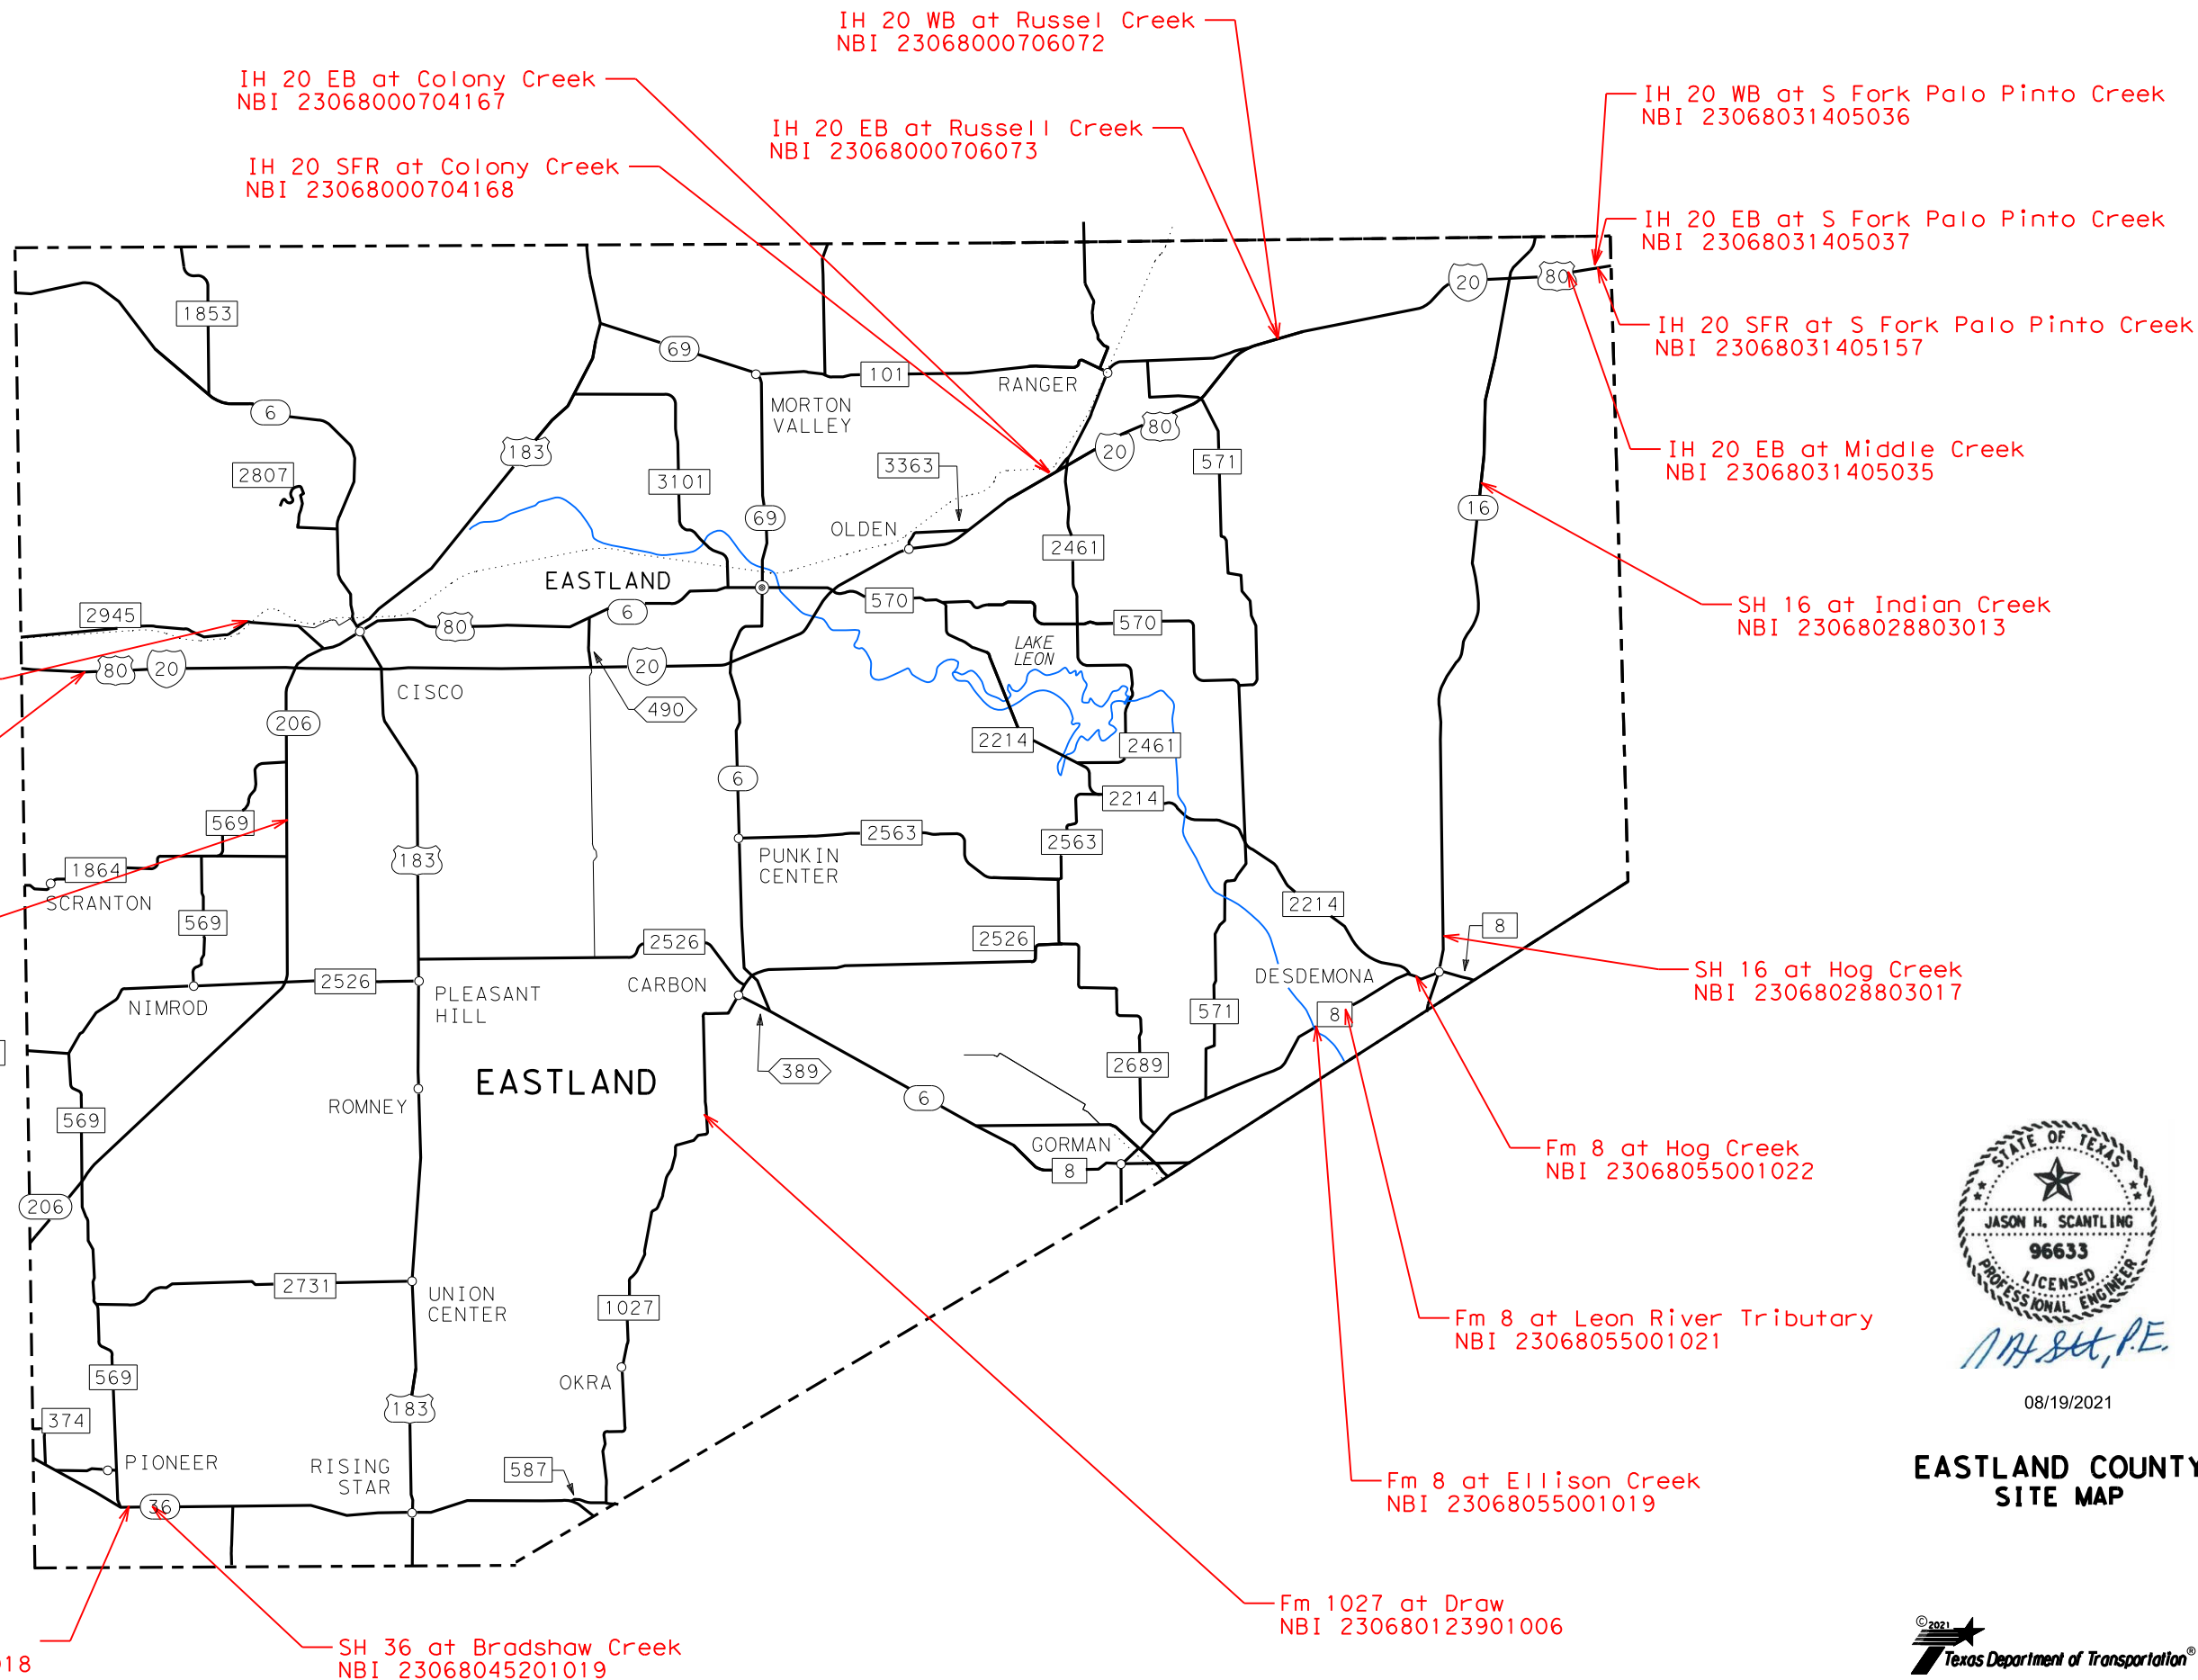 IH 20 WB at Russel Creek
NBI 23068000706072
IH 20 EB at Colony Creek
NBI 23068000704167
IH 20 WB at S Fork Palo Pinto Creek
NBI 23068031405036
IH 20 EB at Russell Creek
NBI 23068000706073
IH 20 SFR at Colony Creek
NBI 23068000704168
IH 20 EB at S Fork Palo Pinto Creek
NBI 23068031405037
IH 20 SFR at S Fork Palo Pinto Creek
NBI 23068031405157
IH 20 EB at Middle Creek
NBI 23068031405035
SH 16 at Indian Creek
NBI 23068028803013
SH 16 at Hog Creek
NBI 23068028803017
Fm 8 at Hog Creek
NBI 23068055001022
Fm 8 at Leon River Tributary
NBI 23068055001021
Fm 8 at Ellison Creek
NBI 23068055001019
Fm 1027 at Draw
NBI 230680123901006
SH 36 at Bradshaw Creek
NBI 23068045201019
18
20
80
1853
69
101
RANGER
MORTON
VALLEY
6
183
80
20
2807
3101
3363
571
16
69
OLDEN
2461
EASTLAND
2945
6
80
570
570
LAKE
LEON
80
20
20
CISCO
490
206
2214
2461
6
2214
569
2563
2563
PUNKIN
CENTER
183
1864
SCRANTON
569
2214
8
2526
2526
2526
CARBON
DESDEMONA
NIMROD
PLEASANT
HILL
571
8
EASTLAND
389
2689
6
ROMNEY
569
GORMAN
8
206
2731
UNION
CENTER
1027
569
OKRA
183
374
PIONEER
RISING
STAR
587
36
STATE OF TEXAS
JASON H. SCANTLING
96633
LICENSED
PROFESSIONAL ENGINEER
P.E.
08/19/2021
EASTLAND COUNTY
SITE MAP
© 2021
Texas Department of Transportation®